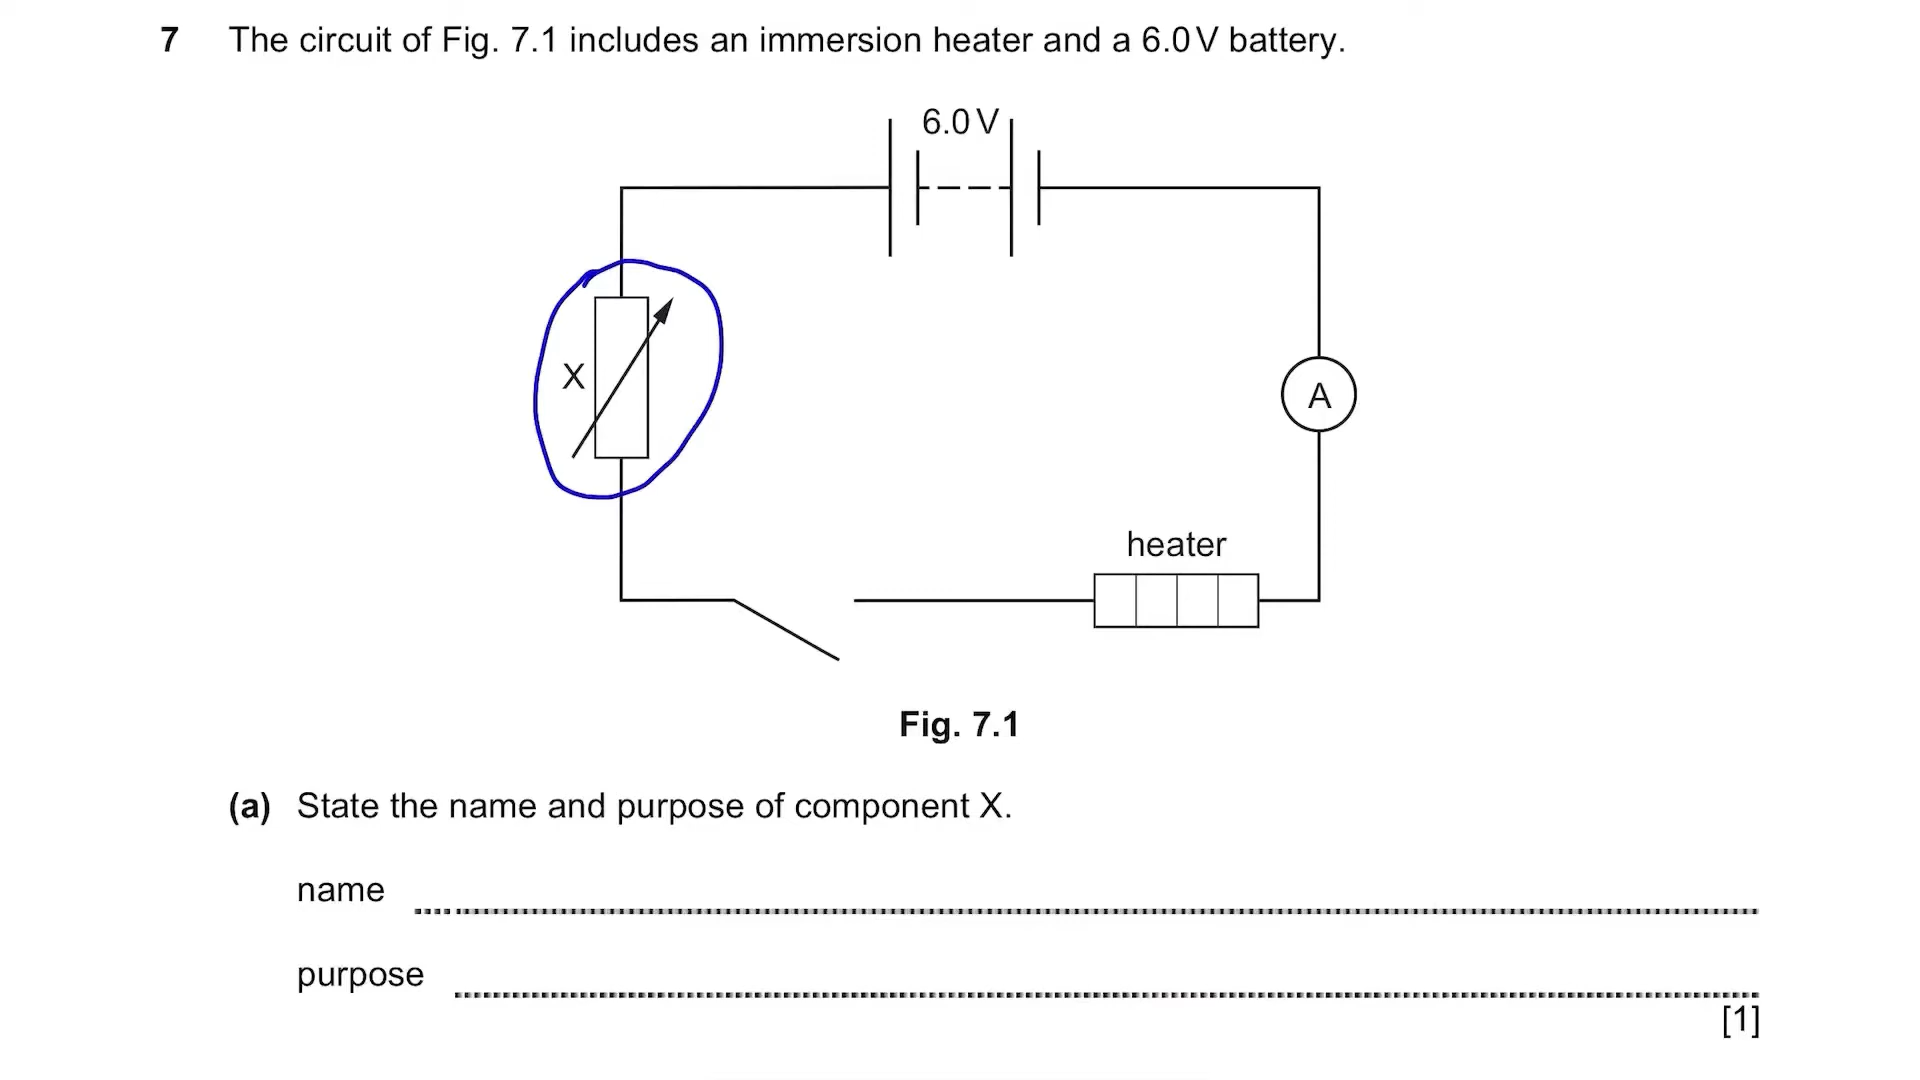 7 The circuit of Fig. 7.1 includes an immersion heater and a 6.0 V battery.
6.0 V
X
A
heater
Fig. 7.1
(a) State the name and purpose of component X.
name
purpose
[1]